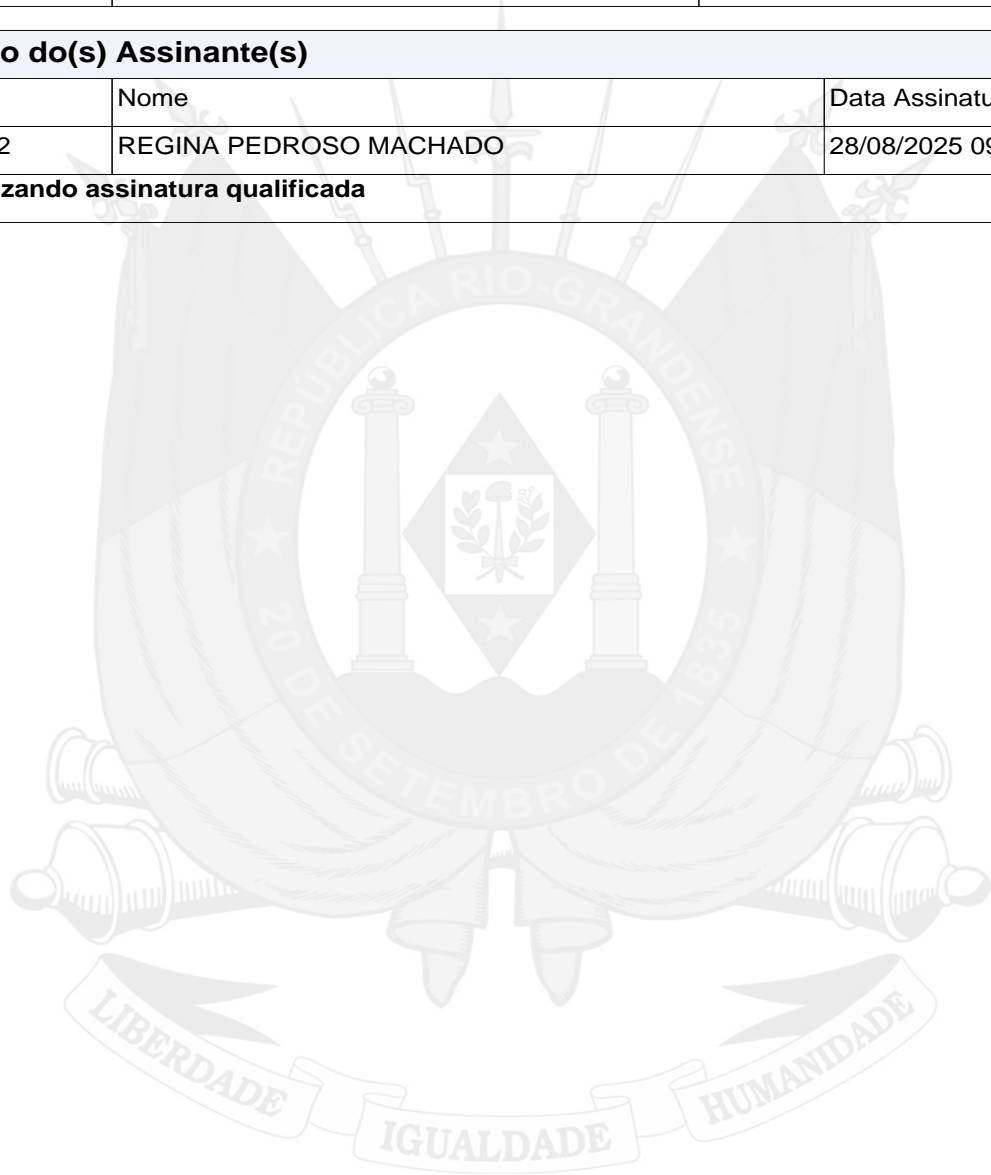 o do(s) Assinante(s)
Nome Data Assinatu
2 REGINA PEDROSO MACHADO 28/08/2025 09
zando assinatura qualificada
REPÚBLICA RIO-GRANDENSE
20 DE SETEMBRO DE 1835
LIBERDADE IGUALDADE HUMANIDADE